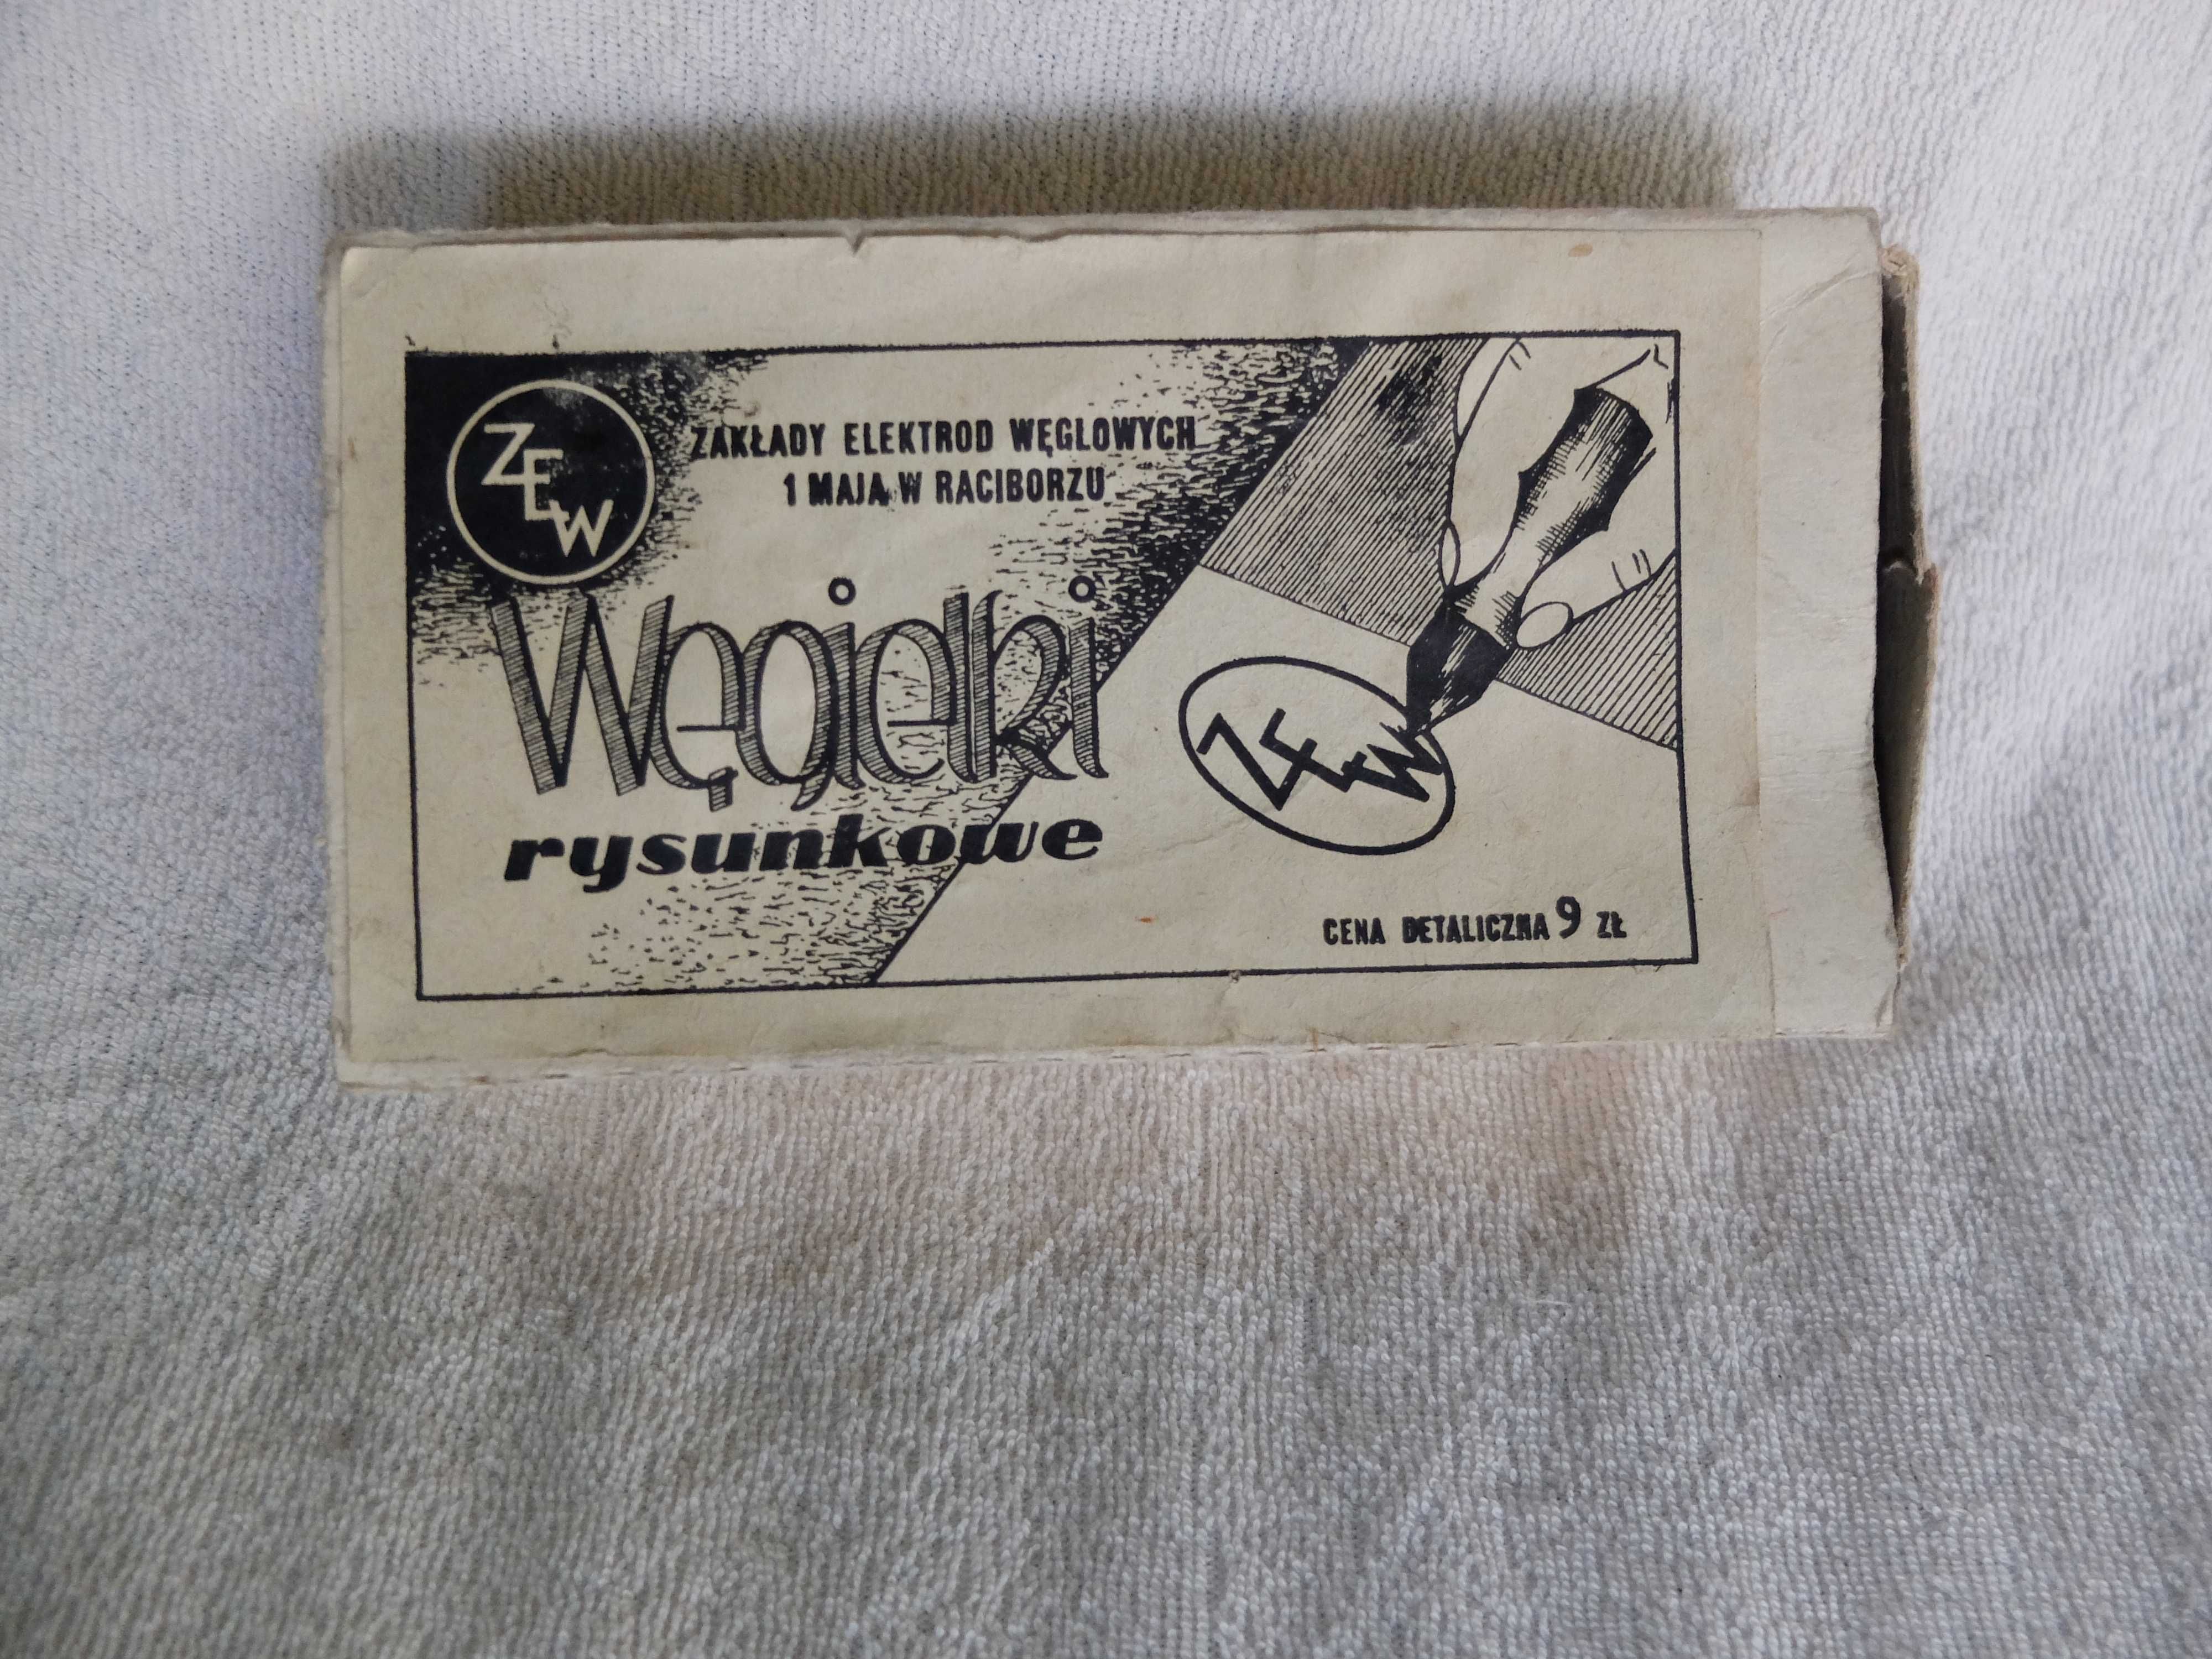 ZEW
ZAKŁADY ELEKTROD WĘGLOWYCH
1 MAJA W RACIBORZU
Węgielki
rysunkowe
ZEW
CENA DETALICZNA 9 ZŁ